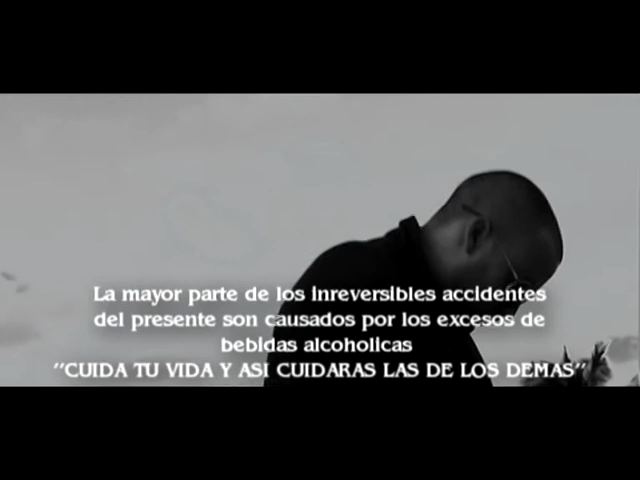 La mayor parte de los inreversibles accidentes
del presente son causados por los excesos de
bebidas alcoholicas
"CUIDA TU VIDA Y ASI CUIDARAS LAS DE LOS DEMAS"